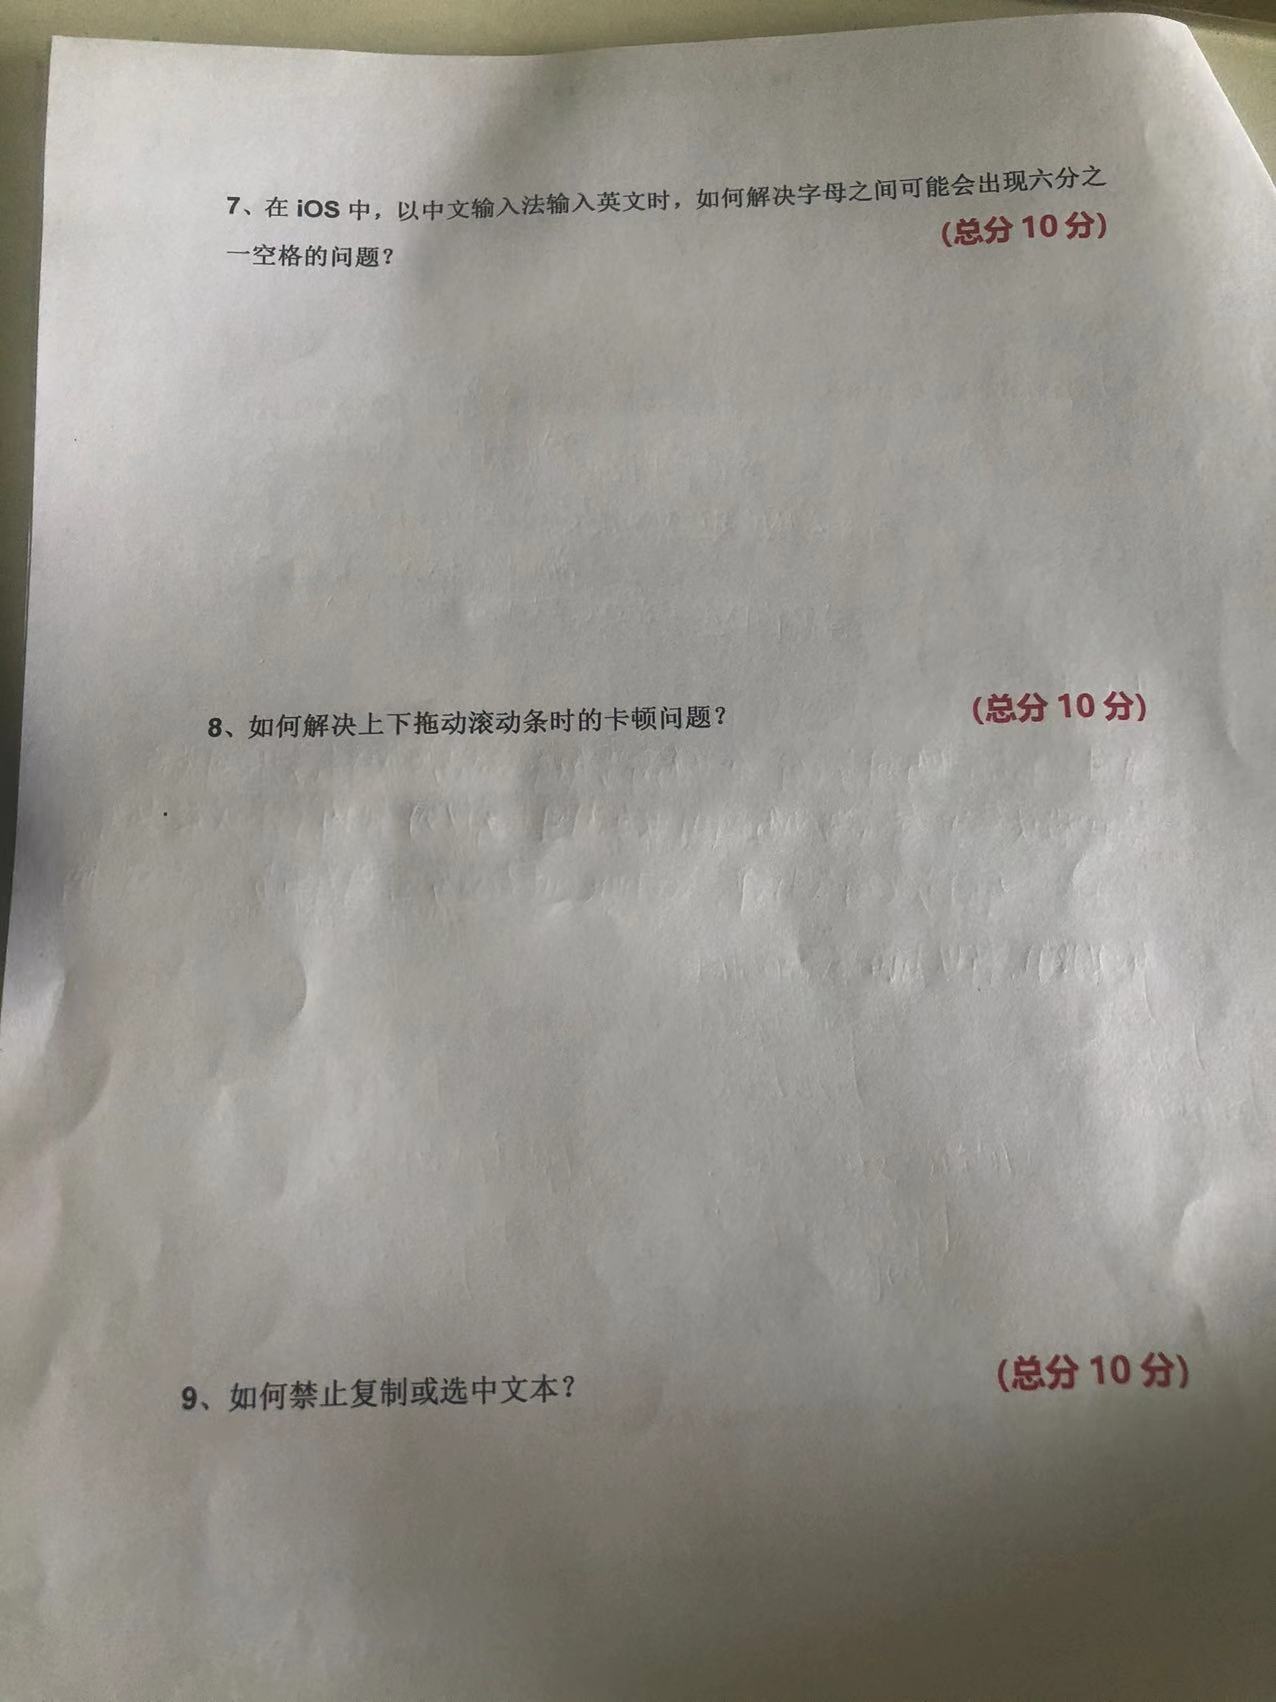 7、在 iOS 中，以中文输入法输入英文时，如何解决字母之间可能会出现六分之
一空格的问题？
(总分 10 分)
8、如何解决上下拖动滚动条时的卡顿问题？
(总分 10 分)
9、如何禁止复制或选中文本？
(总分 10 分)